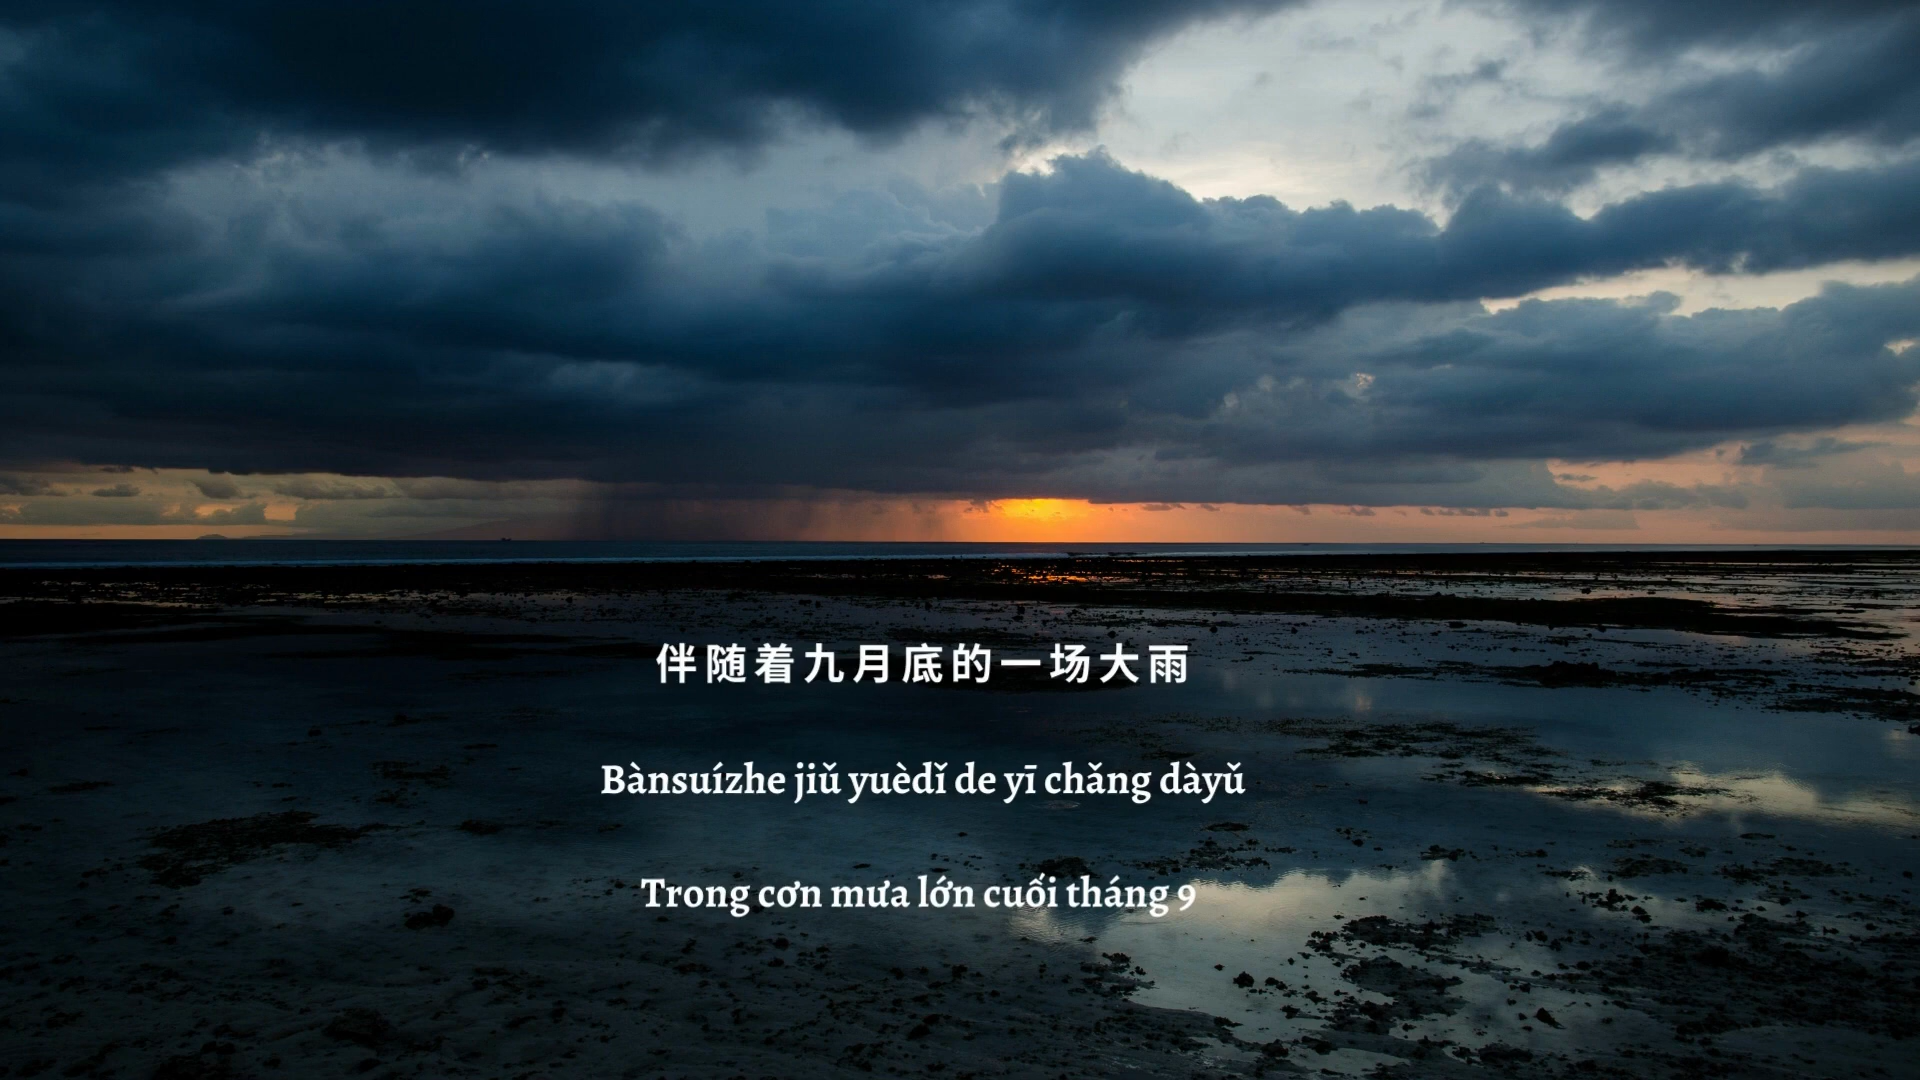 伴随着九月底的一场大雨
Bànsuízhe jiǔ yuèdǐ de yī chǎng dàyǔ
Trong cơn mưa lớn cuối tháng 9